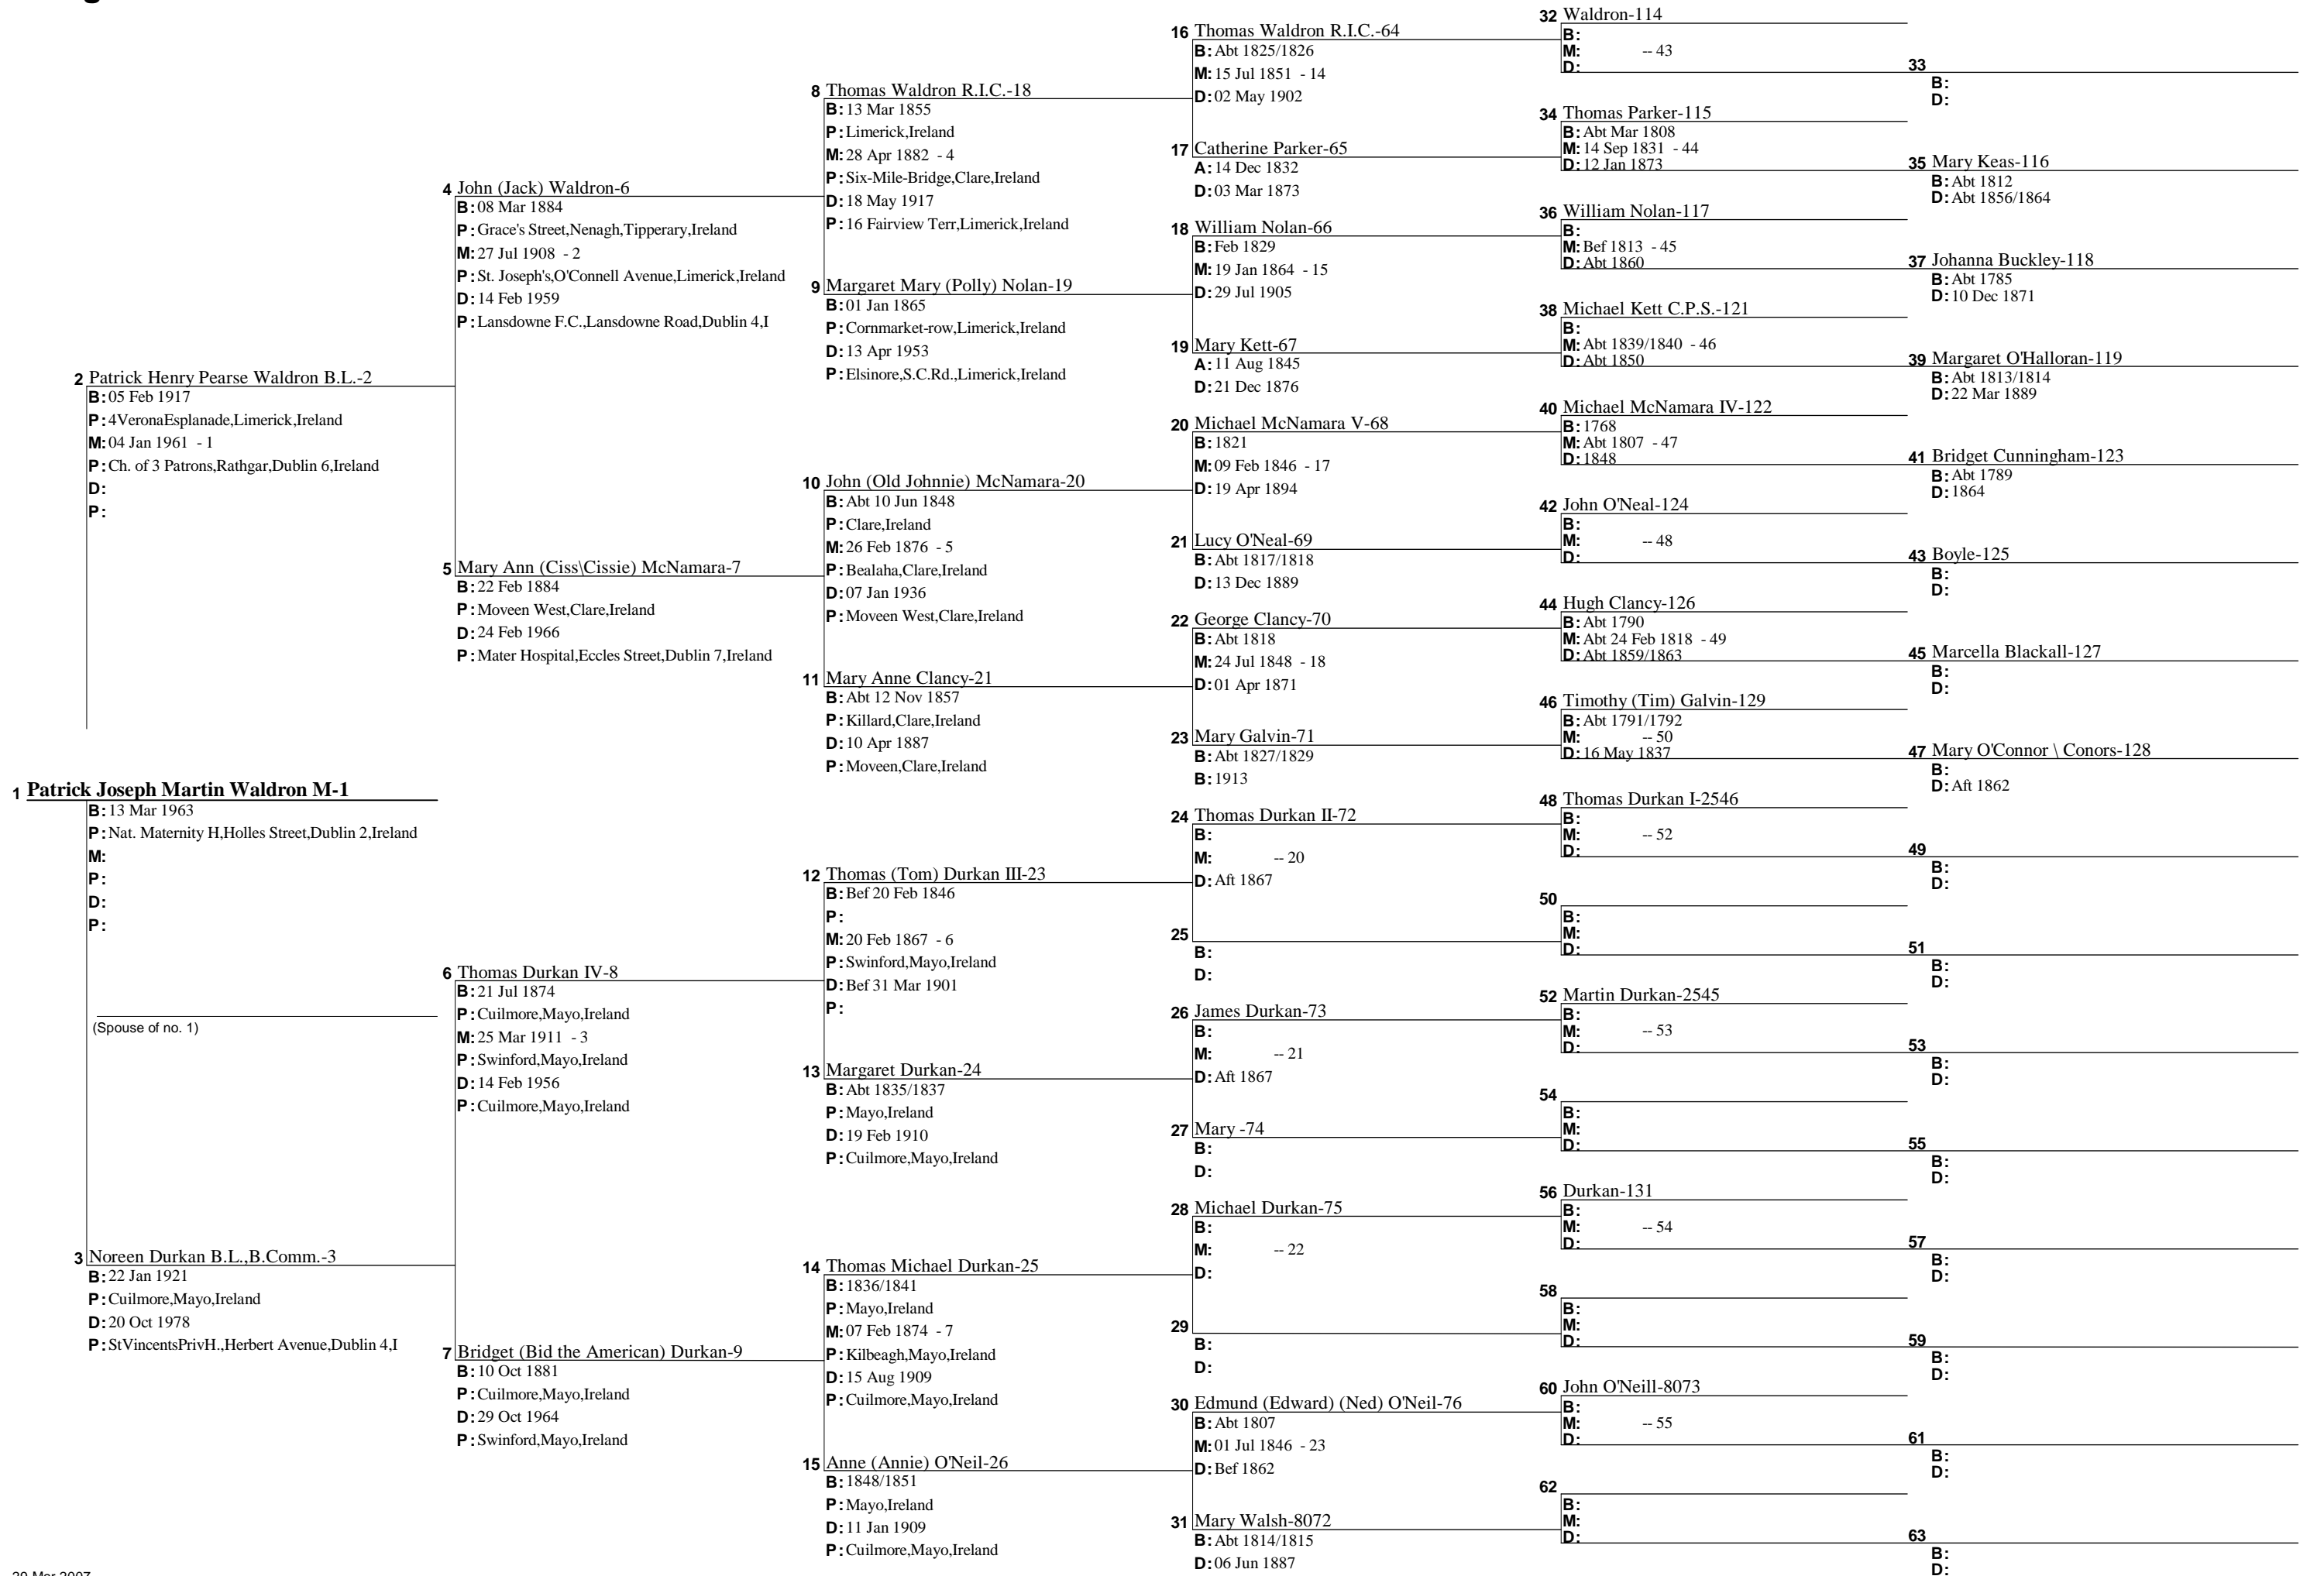 1 Patrick Joseph Martin Waldron M-1
B: 13 Mar 1963
P: Nat. Maternity H,Holles Street,Dublin 2,Ireland
M:
P:
D:
P:
(Spouse of no. 1)
2 Patrick Henry Pearse Waldron B.L.-2
B: 05 Feb 1917
P: 4VeronaEsplanade,Limerick,Ireland
M: 04 Jan 1961 - 1
P: Ch. of 3 Patrons,Rathgar,Dublin 6,Ireland
D:
P:
3 Noreen Durkan B.L.,B.Comm.-3
B: 22 Jan 1921
P: Cuilmore,Mayo,Ireland
D: 20 Oct 1978
P: StVincentsPrivH.,Herbert Avenue,Dublin 4,I
4 John (Jack) Waldron-6
B: 08 Mar 1884
P: Grace's Street,Nenagh,Tipperary,Ireland
M: 27 Jul 1908 - 2
P: St. Joseph's,O'Connell Avenue,Limerick,Ireland
D: 14 Feb 1959
P: Lansdowne F.C.,Lansdowne Road,Dublin 4,I
5 Mary Ann (Ciss\Cissie) McNamara-7
B: 22 Feb 1884
P: Moveen West,Clare,Ireland
D: 24 Feb 1966
P: Mater Hospital,Eccles Street,Dublin 7,Ireland
6 Thomas Durkan IV-8
B: 21 Jul 1874
P: Cuilmore,Mayo,Ireland
M: 25 Mar 1911 - 3
P: Swinford,Mayo,Ireland
D: 14 Feb 1956
P: Cuilmore,Mayo,Ireland
7 Bridget (Bid the American) Durkan-9
B: 10 Oct 1881
P: Cuilmore,Mayo,Ireland
D: 29 Oct 1964
P: Swinford,Mayo,Ireland
8 Thomas Waldron R.I.C.-18
B: 13 Mar 1855
P: Limerick,Ireland
M: 28 Apr 1882 - 4
P: Six-Mile-Bridge,Clare,Ireland
D: 18 May 1917
P: 16 Fairview Terr,Limerick,Ireland
9 Margaret Mary (Polly) Nolan-19
B: 01 Jan 1865
P: Cornmarket-row,Limerick,Ireland
D: 13 Apr 1953
P: Elsinore,S.C.Rd.,Limerick,Ireland
10 John (Old Johnnie) McNamara-20
B: Abt 10 Jun 1848
P: Clare,Ireland
M: 26 Feb 1876 - 5
P: Bealaha,Clare,Ireland
D: 07 Jan 1936
P: Moveen West,Clare,Ireland
11 Mary Anne Clancy-21
B: Abt 12 Nov 1857
P: Killard,Clare,Ireland
D: 10 Apr 1887
P: Moveen,Clare,Ireland
12 Thomas (Tom) Durkan III-23
B: Bef 20 Feb 1846
P:
M: 20 Feb 1867 - 6
P: Swinford,Mayo,Ireland
D: Bef 31 Mar 1901
P:
13 Margaret Durkan-24
B: Abt 1835/1837
P: Mayo,Ireland
D: 19 Feb 1910
P: Cuilmore,Mayo,Ireland
14 Thomas Michael Durkan-25
B: 1836/1841
P: Mayo,Ireland
M: 07 Feb 1874 - 7
P: Kilbeagh,Mayo,Ireland
D: 15 Aug 1909
P: Cuilmore,Mayo,Ireland
15 Anne (Annie) O'Neil-26
B: 1848/1851
P: Mayo,Ireland
D: 11 Jan 1909
P: Cuilmore,Mayo,Ireland
16 Thomas Waldron R.I.C.-64
B: Abt 1825/1826
M: 15 Jul 1851 - 14
D: 02 May 1902
17 Catherine Parker-65
A: 14 Dec 1832
D: 03 Mar 1873
18 William Nolan-66
B: Feb 1829
M: 19 Jan 1864 - 15
D: 29 Jul 1905
19 Mary Kett-67
A: 11 Aug 1845
D: 21 Dec 1876
20 Michael McNamara V-68
B: 1821
M: 09 Feb 1846 - 17
D: 19 Apr 1894
21 Lucy O'Neal-69
B: Abt 1817/1818
D: 13 Dec 1889
22 George Clancy-70
B: Abt 1818
M: 24 Jul 1848 - 18
D: 01 Apr 1871
23 Mary Galvin-71
B: Abt 1827/1829
B: 1913
24 Thomas Durkan II-72
B:
M: -- 20
D: Aft 1867
25
B:
D:
26 James Durkan-73
B:
M: -- 21
D: Aft 1867
27 Mary -74
B:
D:
28 Michael Durkan-75
B:
M: -- 22
D:
29
B:
D:
30 Edmund (Edward) (Ned) O'Neil-76
B: Abt 1807
M: 01 Jul 1846 - 23
D: Bef 1862
31 Mary Walsh-8072
B: Abt 1814/1815
D: 06 Jun 1887
32 Waldron-114
B:
M: -- 43
D:
33
B:
D:
34 Thomas Parker-115
B: Abt Mar 1808
M: 14 Sep 1831 - 44
D: 12 Jan 1873
35 Mary Keas-116
B: Abt 1812
D: Abt 1856/1864
36 William Nolan-117
B:
M: Bef 1813 - 45
D: Abt 1860
37 Johanna Buckley-118
B: Abt 1785
D: 10 Dec 1871
38 Michael Kett C.P.S.-121
B:
M: Abt 1839/1840 - 46
D: Abt 1850
39 Margaret O'Halloran-119
B: Abt 1813/1814
D: 22 Mar 1889
40 Michael McNamara IV-122
B: 1768
M: Abt 1807 - 47
D: 1848
41 Bridget Cunningham-123
B: Abt 1789
D: 1864
42 John O'Neal-124
B:
M: -- 48
D:
43 Boyle-125
B:
D:
44 Hugh Clancy-126
B: Abt 1790
M: Abt 24 Feb 1818 - 49
D: Abt 1859/1863
45 Marcella Blackall-127
B:
D:
46 Timothy (Tim) Galvin-129
B: Abt 1791/1792
M: -- 50
D: 16 May 1837
47 Mary O'Connor \ Conors-128
B:
D: Aft 1862
48 Thomas Durkan I-2546
B:
M: -- 52
D:
49
B:
D:
50
B:
M:
D:
51
B:
D:
52 Martin Durkan-2545
B:
M: -- 53
D:
53
B:
D:
54
B:
M:
D:
55
B:
D:
56 Durkan-131
B:
M: -- 54
D:
57
B:
D:
58
B:
M:
D:
59
B:
D:
60 John O'Neill-8073
B:
M: -- 55
D:
61
B:
D:
62
B:
M:
D:
63
B:
D:
29 Mar 2007